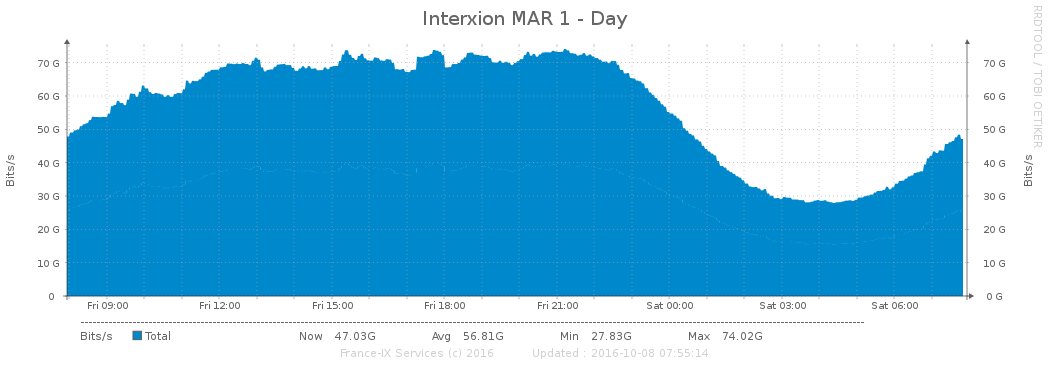 Interxion MAR 1 - Day
RRDTOOL / TOBI OETIKER
Bits/s
70 G
60 G
50 G
40 G
30 G
20 G
10 G
0
70 G
60 G
50 G
40 G
30 G
20 G
10 G
0 G
Bits/s
Fri 09:00 Fri 12:00 Fri 15:00 Fri 18:00 Fri 21:00 Sat 00:00 Sat 03:00 Sat 06:00
Bits/s Total Now 47.03G Avg 56.81G Min 27.83G Max 74.02G
France-IX Services (c) 2016 Updated : 2016-10-08 07:55:14